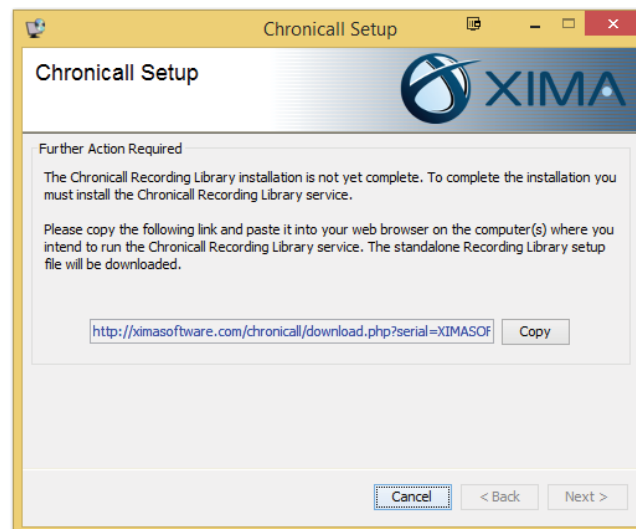 Chronicall Setup
Chronicall Setup
XIMA
Further Action Required
The Chronicall Recording Library installation is not yet complete. To complete the installation you
must install the Chronicall Recording Library service.
Please copy the following link and paste it into your web browser on the computer(s) where you
intend to run the Chronicall Recording Library service. The standalone Recording Library setup
file will be downloaded.
http://ximasoftware.com/chronicall/download.php?serial=XIMASOF
Copy
Cancel
< Back
Next >